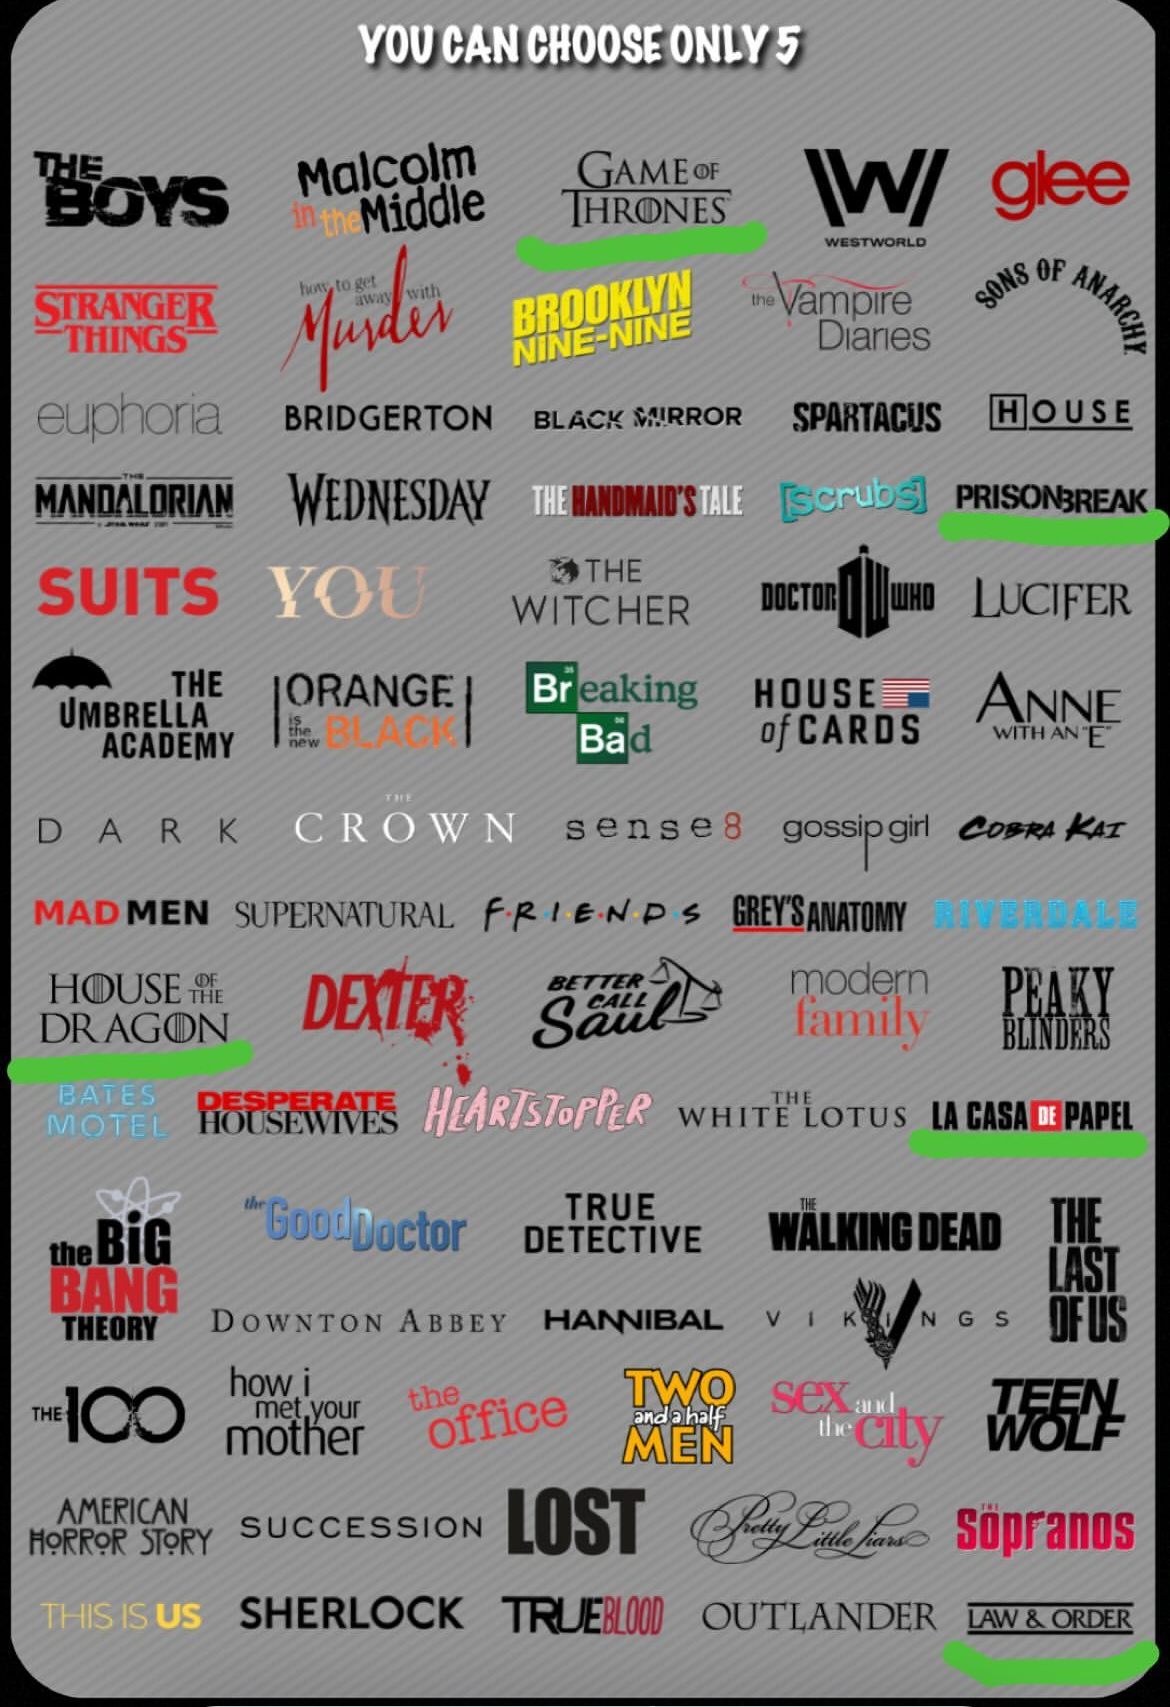 YOU CAN CHOOSE ONLY 5
THE
BOYS
Malcolm
in the Middle
GAME OF
THRONES
WESTWORLD
glee
STRANGER
THINGS
how to get
away with
Murder
BROOKLYN
NINE-NINE
the Vampire
Diaries
SONS OF ANARCHY
euphoria
BRIDGERTON
BLACK MIRROR
SPARTACUS
HOUSE
THE
MANDALORIAN
WEDNESDAY
THE HANDMAID'S TALE
[scrubs]
PRISON BREAK
SUITS
YOU
THE
WITCHER
DOCTOR WHO
LUCIFER
THE
UMBRELLA
ACADEMY
ORANGE
is the new BLACK
35
Breaking
56
Bad
HOUSE
of CARDS
ANNE
WITH AN "E"
DARK
THE
CROWN
sense8
gossip girl
COBRA KAI
MAD MEN
SUPERNATURAL
F·R·I·E·N·D·S
GREY'S ANATOMY
RIVERDALE
HOUSE OF THE
DRAGON
DEXTER
BETTER
CALL
Saul
modern
family
PEAKY
BLINDERS
BATES
MOTEL
DESPERATE
HOUSEWIVES
HEARTSTOPPER
THE
WHITE LOTUS
LA CASA DE PAPEL
the BiG
BANG
THEORY
the Good Doctor
TRUE
DETECTIVE
THE
WALKING DEAD
THE
LAST
OF US
DOWNTON ABBEY
HANNIBAL
VIKINGS
THE 100
how i
met your
mother
the
office
TWO
and a half
MEN
sex and
the city
TEEN
WOLF
AMERICAN
HORROR STORY
SUCCESSION
LOST
Pretty Little Liars
THE
Sopranos
THIS IS US
SHERLOCK
TRUE BLOOD
OUTLANDER
LAW & ORDER